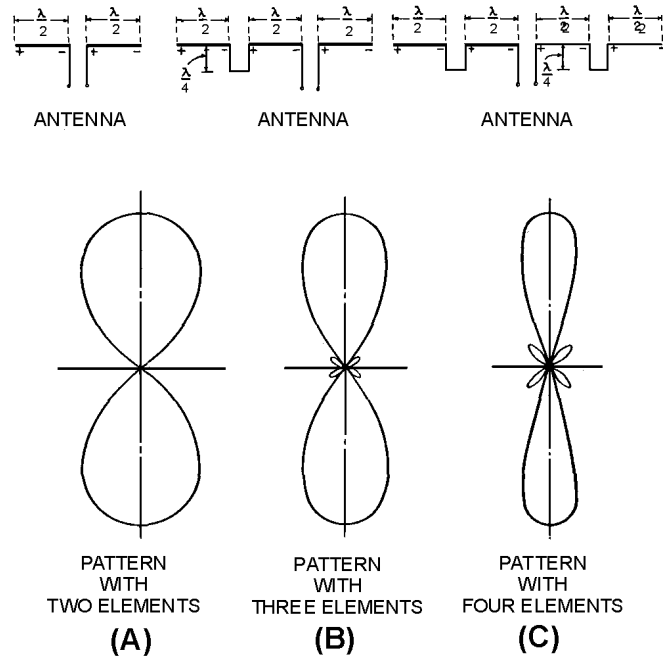 λ/2 λ/2 λ/2 λ/2 λ/2 λ/2 λ/2 λ/2 λ/2
+ - + - + - + - + - + - + - + - + -
λ/4 λ/4
ANTENNA ANTENNA ANTENNA
PATTERN PATTERN PATTERN
WITH WITH WITH
TWO ELEMENTS THREE ELEMENTS FOUR ELEMENTS
(A) (B) (C)